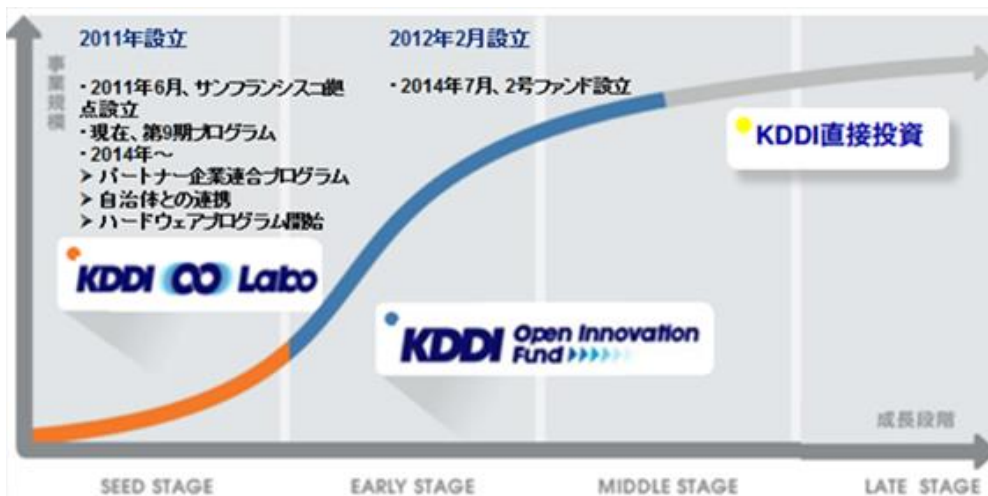 2011年設立
・2011年6月、サンフランシスコ拠
点設立
・現在、第9期プログラム
・2014年～
➢ パートナー企業連合プログラム
➢ 自治体との連携
➢ ハードウェアプログラム開始
2012年2月設立
・2014年7月、2号ファンド設立
事業規模
KDDI ∞ Labo
KDDI Open Innovation
Fund
KDDI直接投資
成長段階
SEED STAGE
EARLY STAGE
MIDDLE STAGE
LATE STAGE